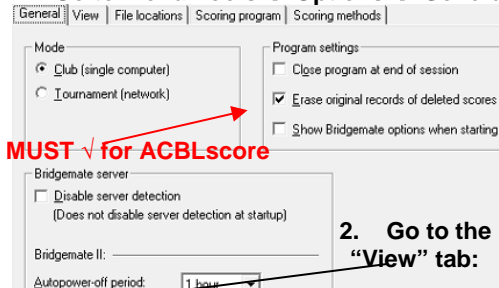 General View File locations Scoring program Scoring methods
Mode
Club (single computer)
Tournament (network)
Program settings
Close program at end of session
Erase original records of deleted scores
Show Bridgemate options when starting
MUST √ for ACBLscore
Bridgemate server
Disable server detection
(Does not disable server detection at startup)
2. Go to the
“View” tab:
Bridgemate II:
Autopower-off period: 1 hour